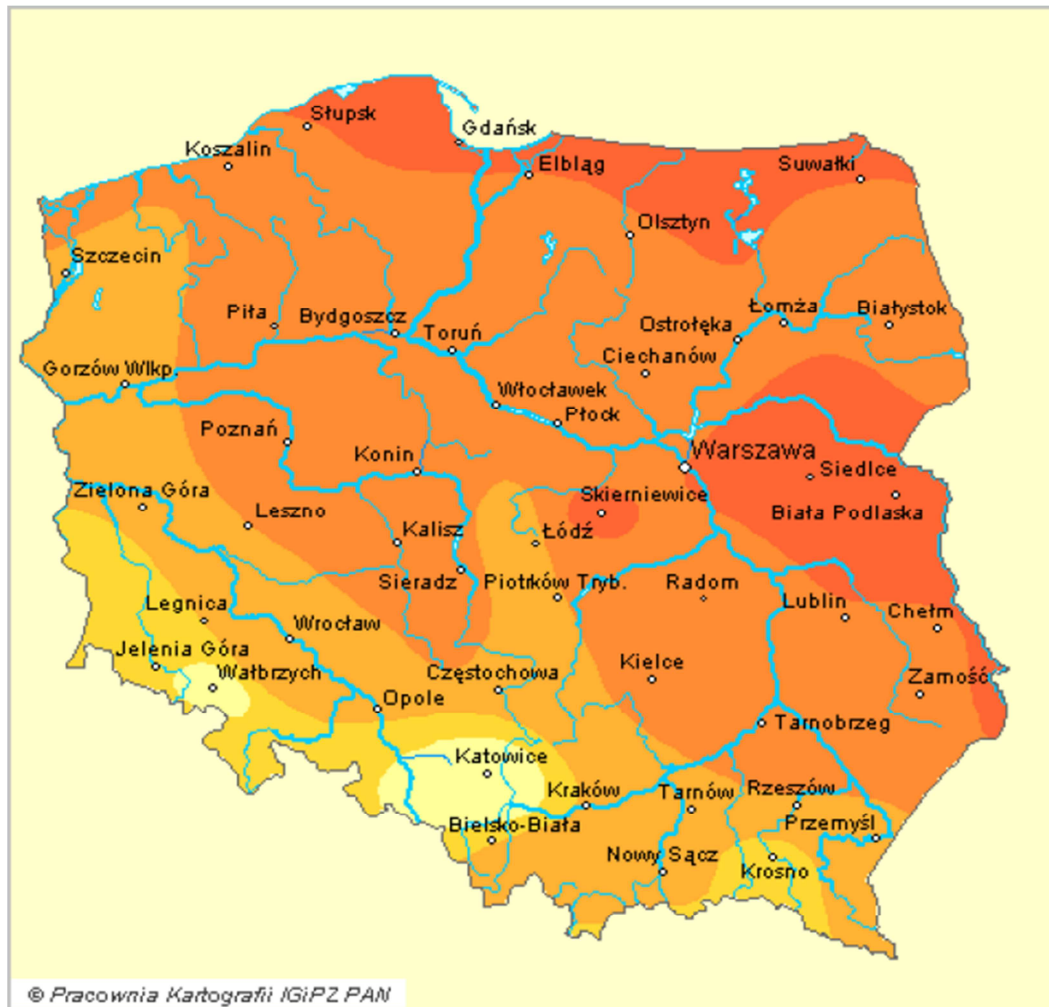 Słupsk
Gdańsk
Koszalin
Elbląg
Suwałki
Olsztyn
Szczecin
Piła
Bydgoszcz
Toruń
Łomża
Białystok
Ostrołęka
Ciechanów
Gorzów Wlkp.
Włocławek
Płock
Poznań
Konin
Warszawa
Siedlce
Zielona Góra
Skierniewice
Biała Podlaska
Leszno
Kalisz
Łódź
Sieradz
Piotrków Tryb.
Radom
Lublin
Chełm
Legnica
Wrocław
Jelenia Góra
Wałbrzych
Częstochowa
Kielce
Zamość
Opole
Tarnobrzeg
Katowice
Kraków
Tarnów
Rzeszów
Bielsko-Biała
Przemyśl
Nowy Sącz
Krosno
© Pracownia Kartografii IGiPZ PAN